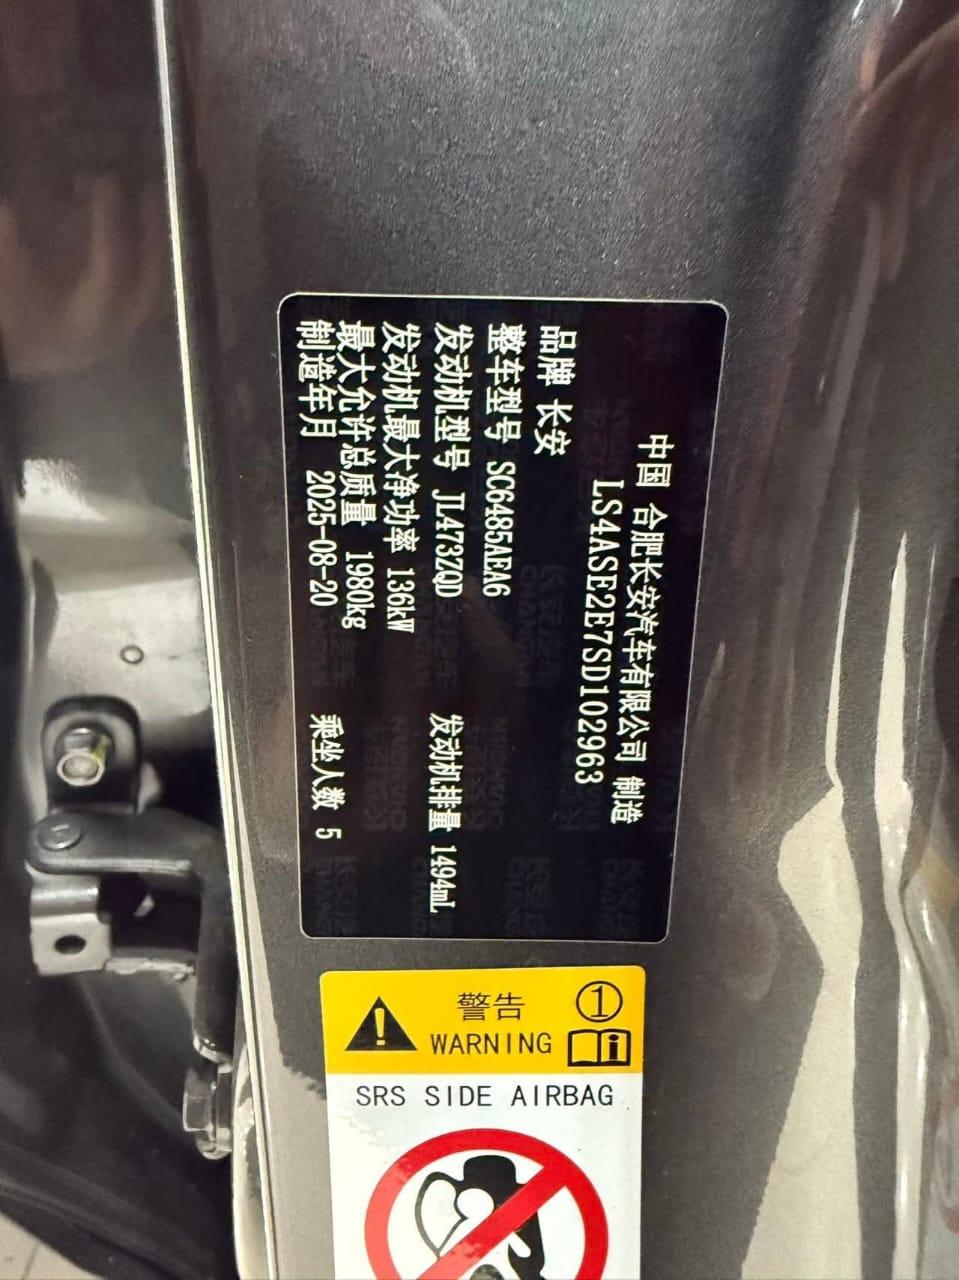 中国 合肥长安汽车有限公司 制造
LS4ASE2E7SD102963
品牌 长安
整车型号 SC6485AEA6
发动机型号 JL473ZQD 发动机排量 1494mL
发动机最大净功率 136kW
最大允许总质量 1980kg
制造年月 2025-08-20 乘坐人数 5
警告 ①
WARNING
SRS SIDE AIRBAG